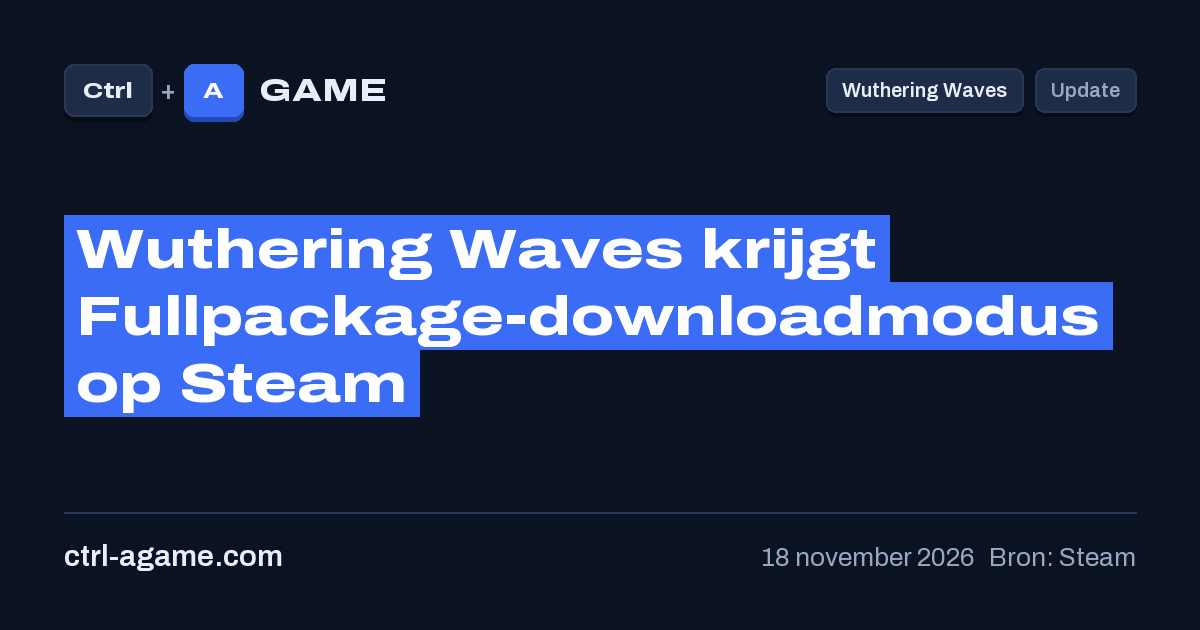 Ctrl + A GAME
Wuthering Waves Update
Wuthering Waves krijgt
Fullpackage-downloadmodus
op Steam
ctrl-agame.com
18 november 2026 Bron: Steam